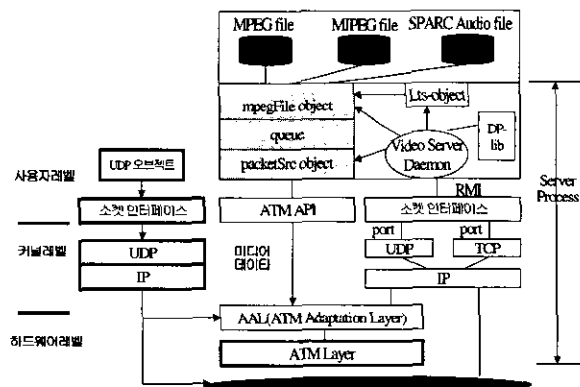 MPEG file
MIPEG file
SPARC Audio file
Lts-object
mpegFile object
queue
Video Server
Daemon
DP-
lib
packetSrc object
사용자레벨
UDP 오브젝트
RMI
Server
Process
소켓 인터페이스
ATM API
소켓 인터페이스
port
port
커널레벨
UDP
미디어
데이타
UDP
TCP
IP
IP
AAL(ATM Adaptation Layer)
하드웨어레벨
ATM Layer